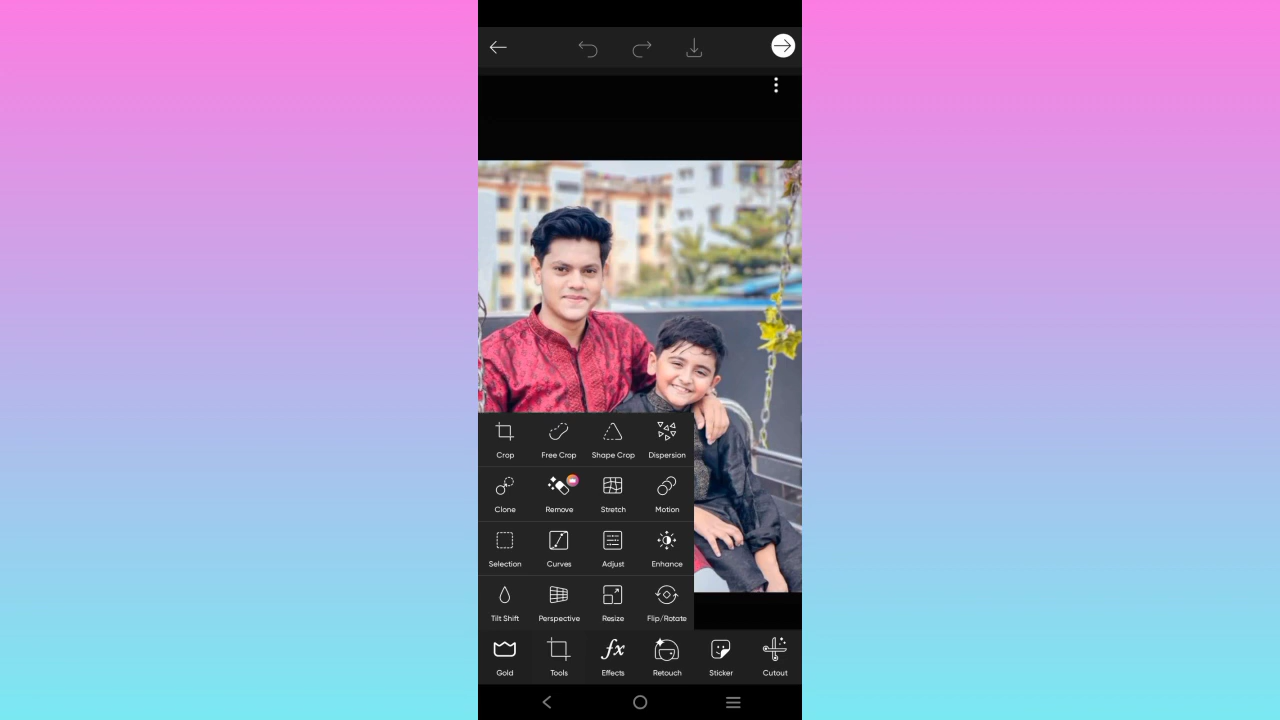 Crop Free Crop Shape Crop Dispersion
Clone Remove Stretch Motion
Selection Curves Adjust Enhance
Tilt Shift Perspective Resize Flip/Rotate
Gold Tools fx Effects Retouch Sticker Cutout